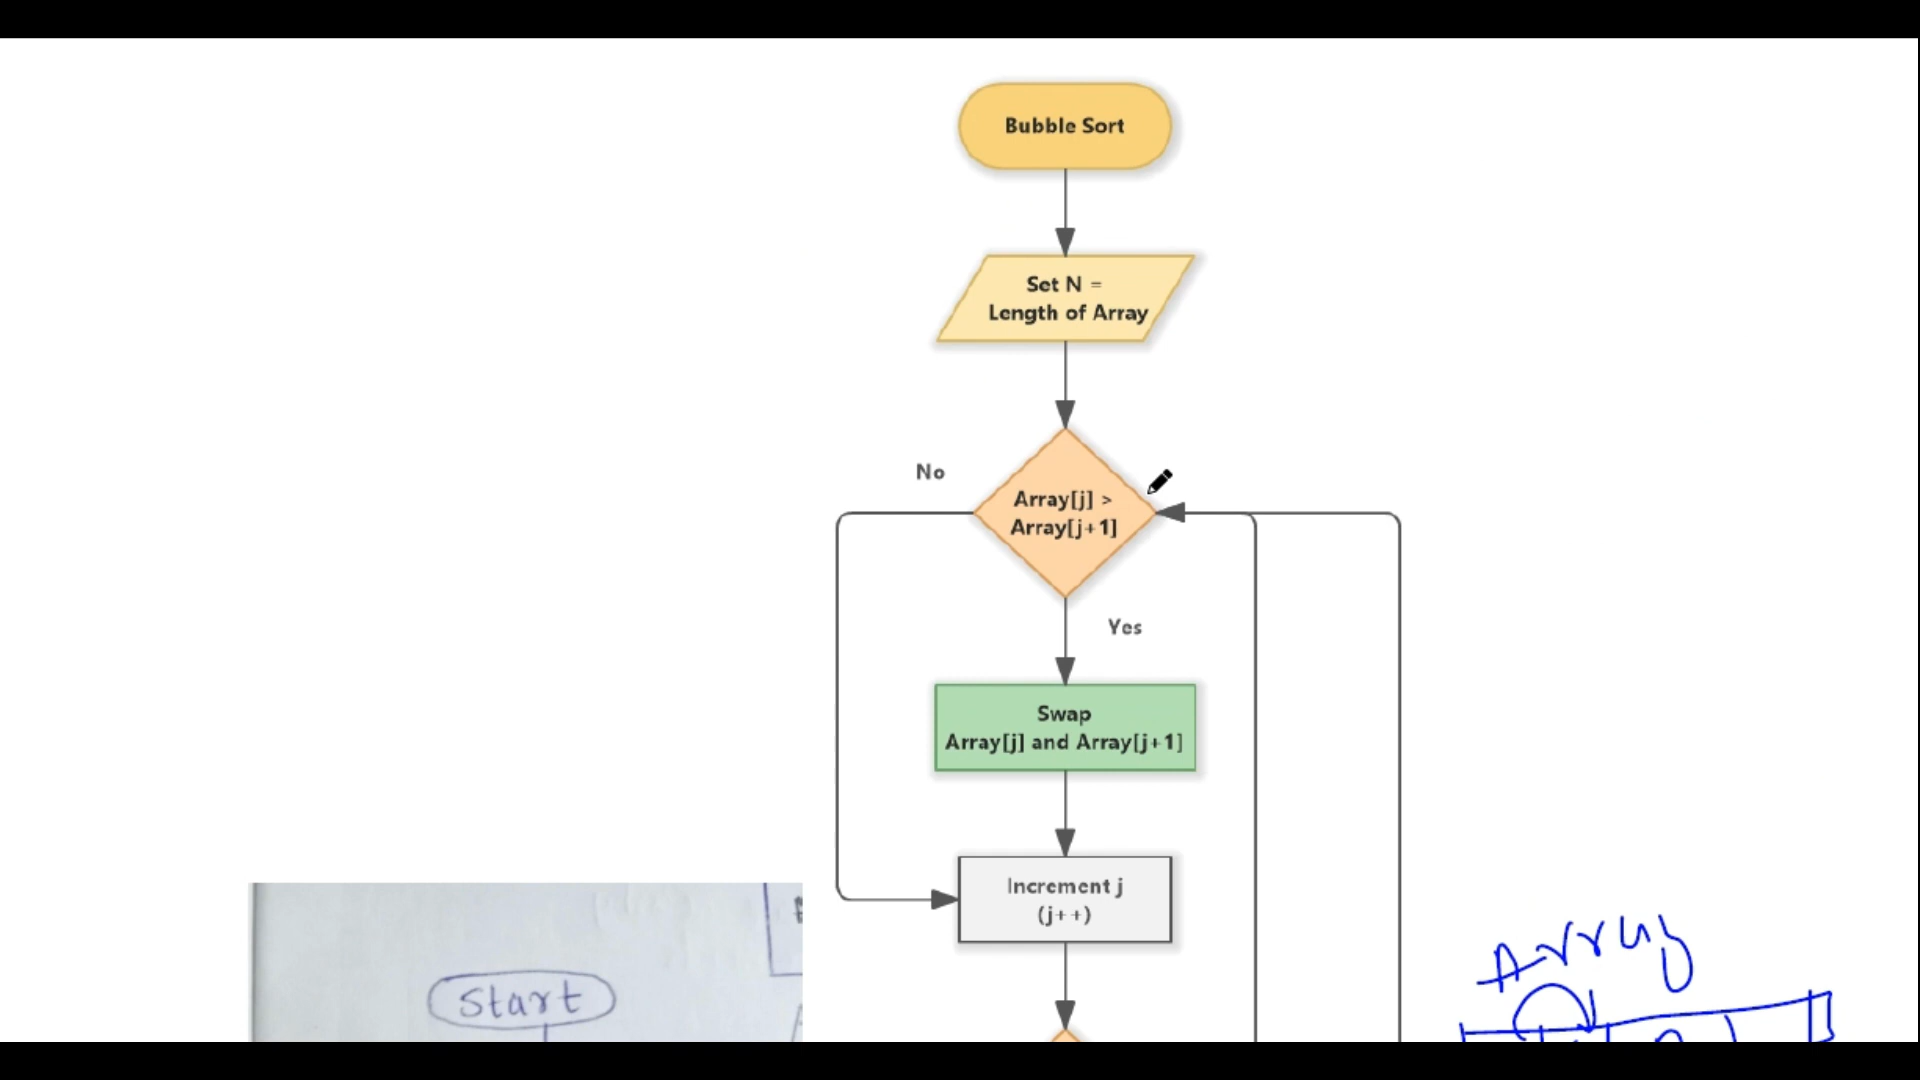 Bubble Sort
Set N =
Length of Array
No
Array[j] >
Array[j+1]
Yes
Swap
Array[j] and Array[j+1]
Increment j
(j++)
Start
Array